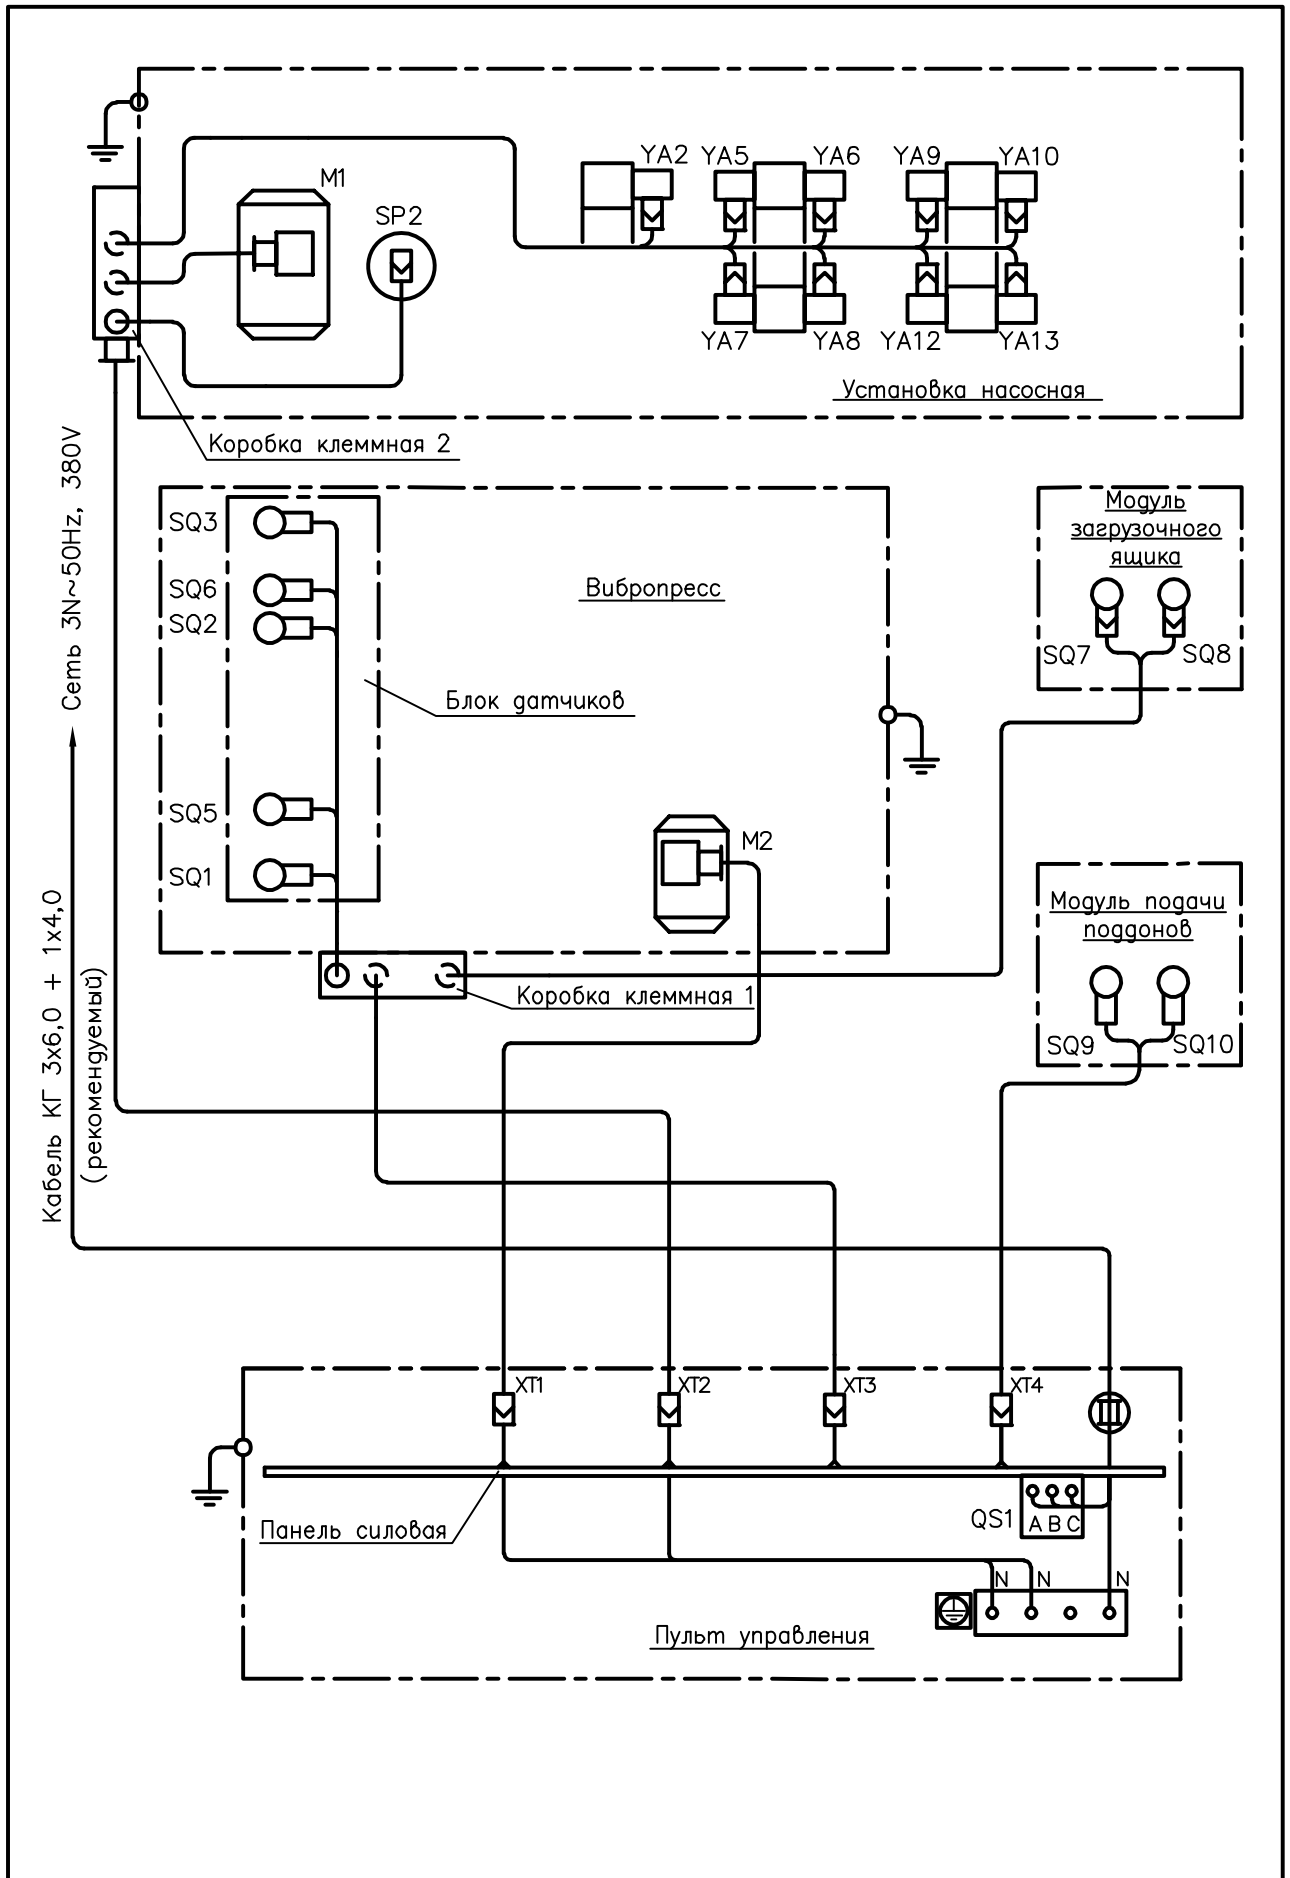 M1
SP2
YA2
YA5
YA6
YA9
YA10
YA7
YA8
YA12
YA13
Установка насосная
Коробка клеммная 2
Сеть 3N~50Hz, 380V
Кабель КГ 3х6,0 + 1х4,0
(рекомендуемый)
SQ3
SQ6
SQ2
SQ5
SQ1
Вибропресс
Блок датчиков
M2
Коробка клеммная 1
Модуль
загрузочного
ящика
SQ7
SQ8
Модуль подачи
поддонов
SQ9
SQ10
XT1
XT2
XT3
XT4
Панель силовая
QS1
A B C
N
N
N
Пульт управления